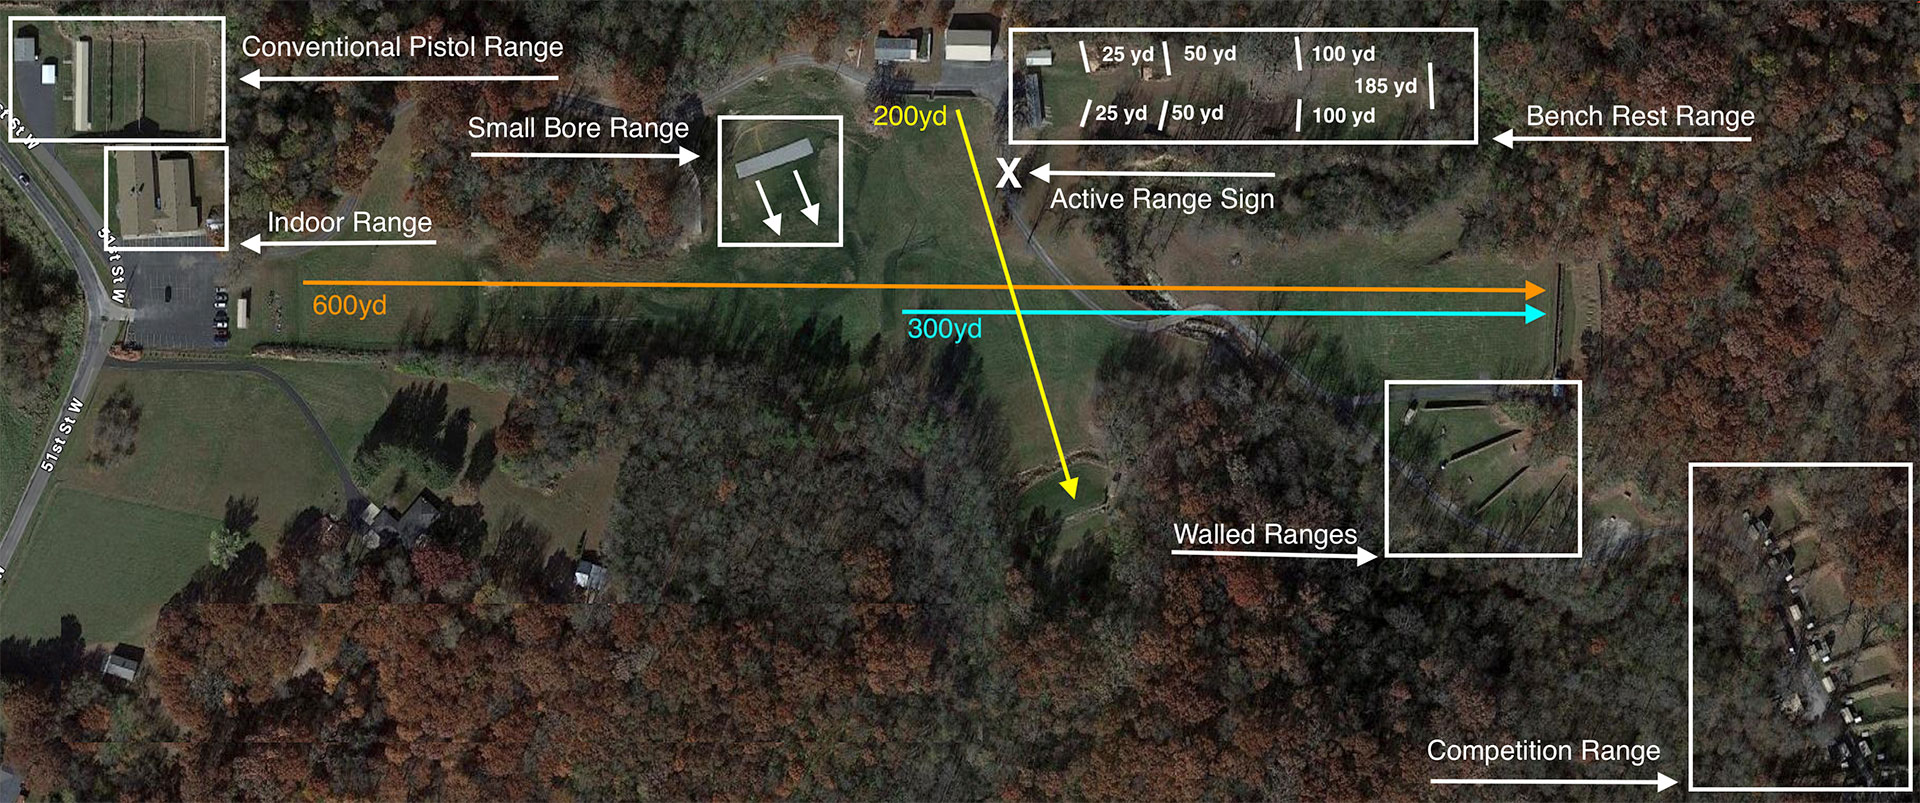 Conventional Pistol Range
25 yd
50 yd
100 yd
185 yd
25 yd
50 yd
100 yd
Small Bore Range
200yd
Bench Rest Range
X
Active Range Sign
Indoor Range
st St W
51st St W
600yd
300yd
51st St W
Walled Ranges
Competition Range